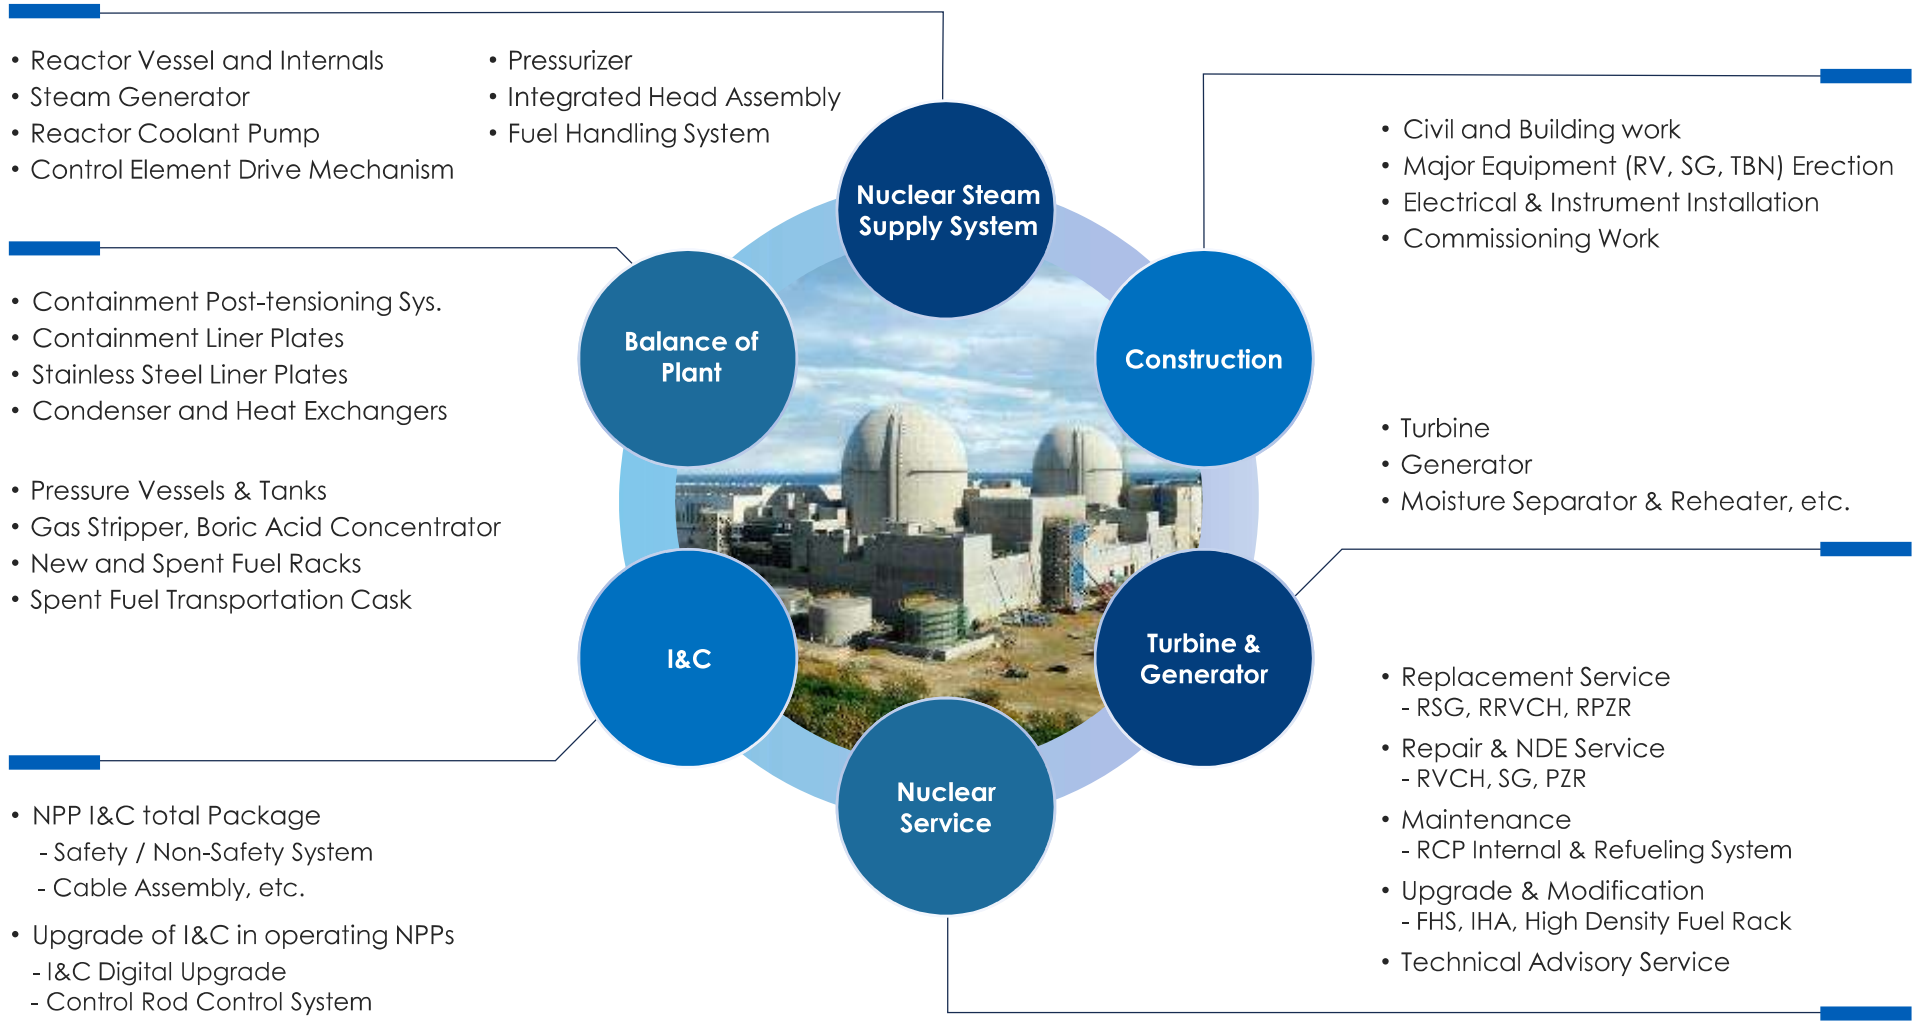 • Reactor Vessel and Internals
• Steam Generator
• Reactor Coolant Pump
• Control Element Drive Mechanism
• Pressurizer
• Integrated Head Assembly
• Fuel Handling System
Nuclear Steam
Supply System
• Civil and Building work
• Major Equipment (RV, SG, TBN) Erection
• Electrical & Instrument Installation
• Commissioning Work
Construction
• Containment Post-tensioning Sys.
• Containment Liner Plates
• Stainless Steel Liner Plates
• Condenser and Heat Exchangers
• Pressure Vessels & Tanks
• Gas Stripper, Boric Acid Concentrator
• New and Spent Fuel Racks
• Spent Fuel Transportation Cask
Balance of
Plant
• Turbine
• Generator
• Moisture Separator & Reheater, etc.
Turbine &
Generator
I&C
• NPP I&C total Package
- Safety / Non-Safety System
- Cable Assembly, etc.
• Upgrade of I&C in operating NPPs
- I&C Digital Upgrade
- Control Rod Control System
Nuclear
Service
• Replacement Service
- RSG, RRVCH, RPZR
• Repair & NDE Service
- RVCH, SG, PZR
• Maintenance
- RCP Internal & Refueling System
• Upgrade & Modification
- FHS, IHA, High Density Fuel Rack
• Technical Advisory Service